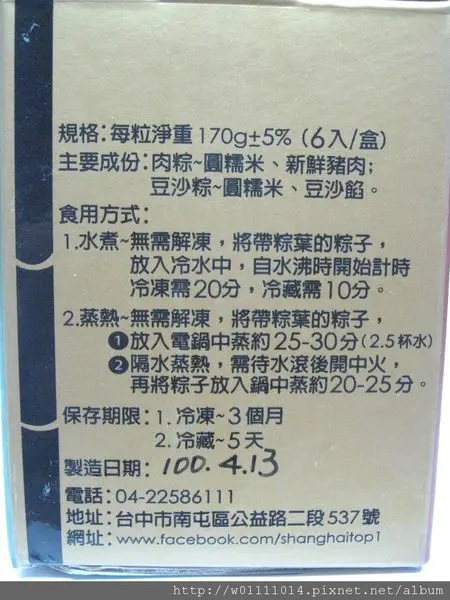 規格:每粒淨重170g±5% (6入/盒)
主要成份:肉粽~圓糯米、新鮮豬肉;
豆沙粽~圓糯米、豆沙餡。
食用方式:
1.水煮~無需解凍,將帶粽葉的粽子,
放入冷水中,自水沸時開始計時
冷凍需20分,冷藏需10分。
2.蒸熱~無需解凍,將帶粽葉的粽子,
❶放入電鍋中蒸約25-30分(2.5杯水)
❷隔水蒸熱,需待水滾後開中火,
再將粽子放入鍋中蒸約20-25分。
保存期限:1.冷凍~3個月
2.冷藏~5天
製造日期:100.4.13
電話:04-22586111
地址:台中市南屯區公益路二段537號
網址:www.facebook.com/shanghaitop1
http://w01111014.pixnet.net/album